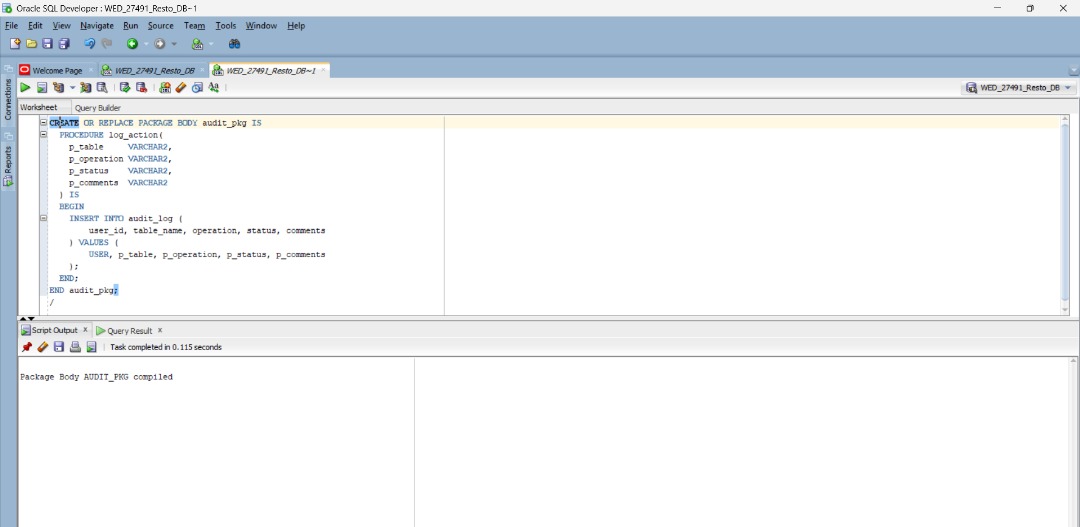 Oracle SQL Developer : WED_27491_Resto_DB~1
File Edit View Navigate Run Source Team Tools Window Help
Welcome Page WED_27491_Resto_DB WED_27491_Resto_DB~1
WED_27491_Resto_DB
Connections
Reports
Worksheet Query Builder
CREATE OR REPLACE PACKAGE BODY audit_pkg IS
PROCEDURE log_action(
p_table VARCHAR2,
p_operation VARCHAR2,
p_status VARCHAR2,
p_comments VARCHAR2
) IS
BEGIN
INSERT INTO audit_log (
user_id, table_name, operation, status, comments
) VALUES (
USER, p_table, p_operation, p_status, p_comments
);
END;
END audit_pkg;
/
Script Output x Query Result x
Task completed in 0.115 seconds
Package Body AUDIT_PKG compiled